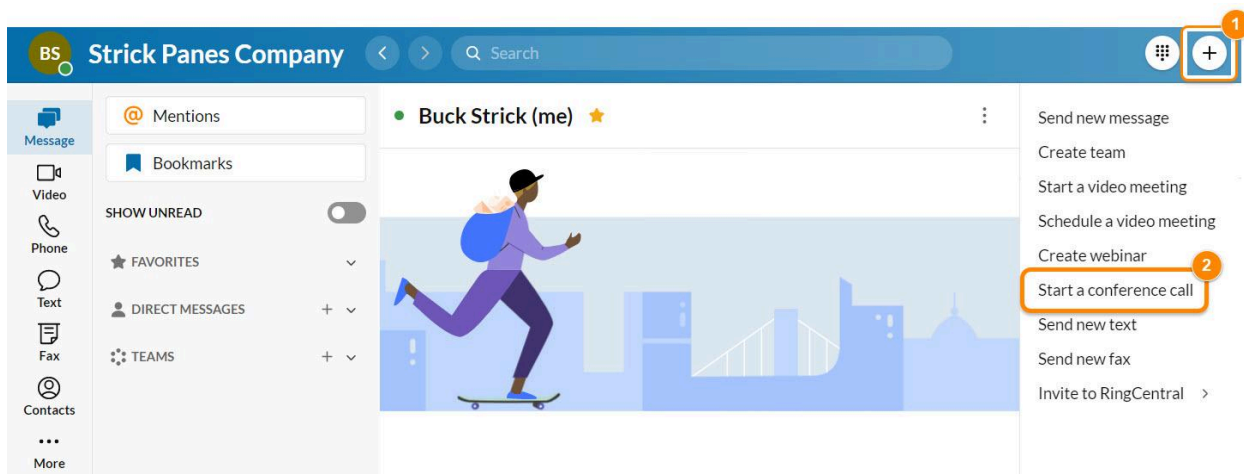 1
BS Strick Panes Company Search
Message
Video
Phone
Text
Fax
Contacts
More
@ Mentions
Bookmarks
SHOW UNREAD
FAVORITES
DIRECT MESSAGES +
TEAMS +
Buck Strick (me)
Send new message
Create team
Start a video meeting
Schedule a video meeting
Create webinar
2
Start a conference call
Send new text
Send new fax
Invite to RingCentral >